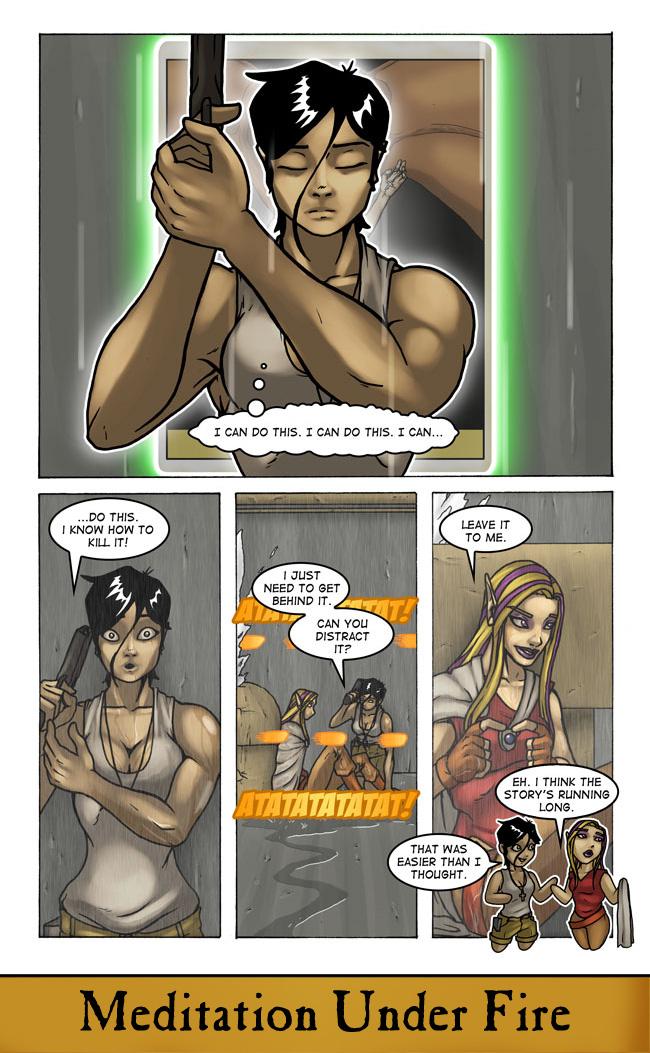 I CAN DO THIS. I CAN DO THIS. I CAN...
...DO THIS.
I KNOW HOW TO
KILL IT!
I JUST
NEED TO GET
BEHIND IT.
CAN YOU
DISTRACT
IT?
ATATATATATAT!
ATATATATATAT!
LEAVE IT
TO ME.
EH. I THINK THE
STORY'S RUNNING
LONG.
THAT WAS
EASIER THAN I
THOUGHT.
Meditation Under Fire